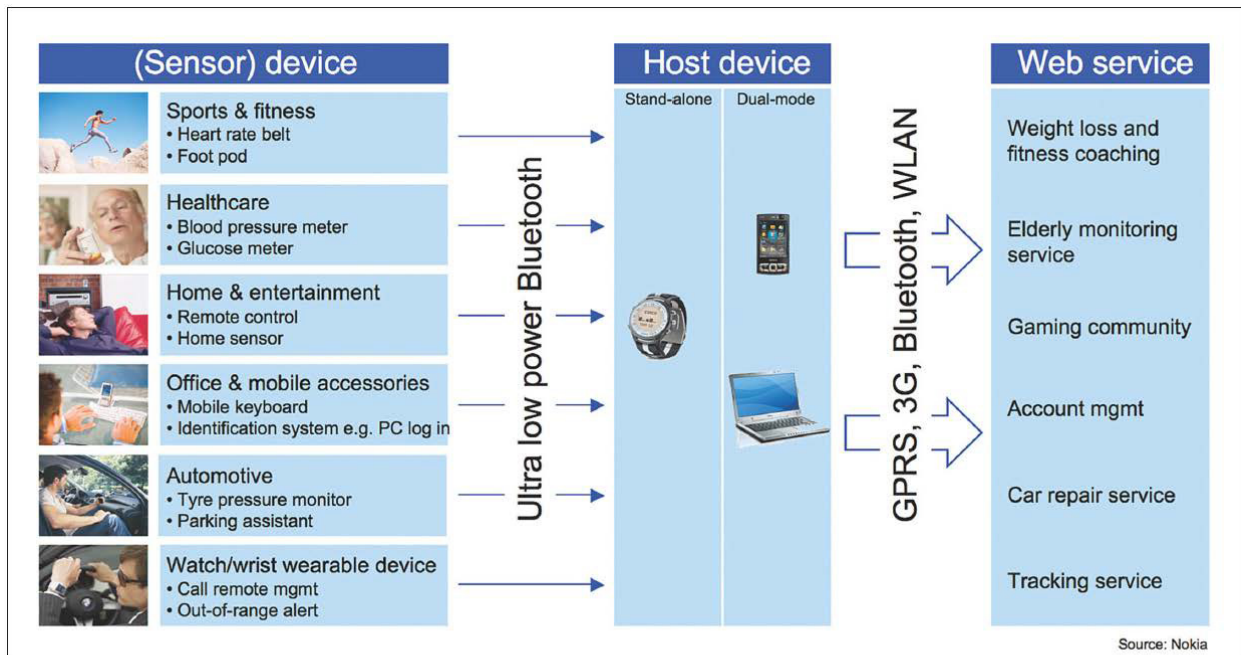 (Sensor) device
Sports & fitness
• Heart rate belt
• Foot pod
Healthcare
• Blood pressure meter
• Glucose meter
Home & entertainment
• Remote control
• Home sensor
Office & mobile accessories
• Mobile keyboard
• Identification system e.g. PC log in
Automotive
• Tyre pressure monitor
• Parking assistant
Watch/wrist wearable device
• Call remote mgmt
• Out-of-range alert
Ultra low power Bluetooth
Host device
Stand-alone
Dual-mode
GPRS, 3G, Bluetooth, WLAN
Web service
Weight loss and
fitness coaching
Elderly monitoring
service
Gaming community
Account mgmt
Car repair service
Tracking service
Source: Nokia